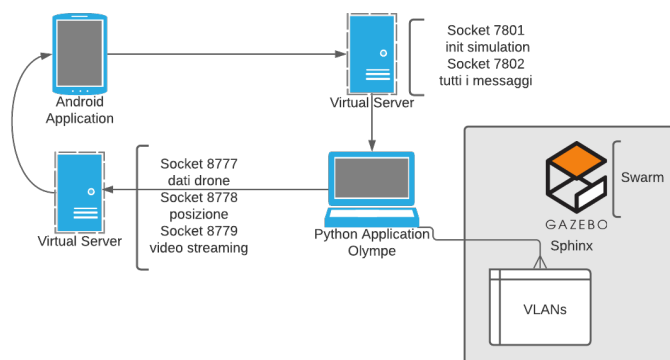 Android
Application
Virtual Server
Socket 7801
init simulation
Socket 7802
tutti i messaggi
Virtual Server
Socket 8777
dati drone
Socket 8778
posizione
Socket 8779
video streaming
Python Application
Olympe
GAZEBO
Swarm
Sphinx
VLANs